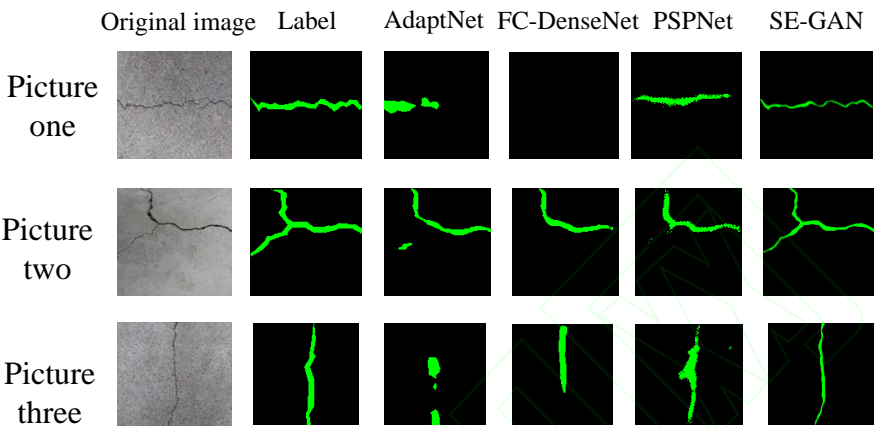 Original image Label AdaptNet FC-DenseNet PSPNet SE-GAN
Picture
one
Picture
two
Picture
three